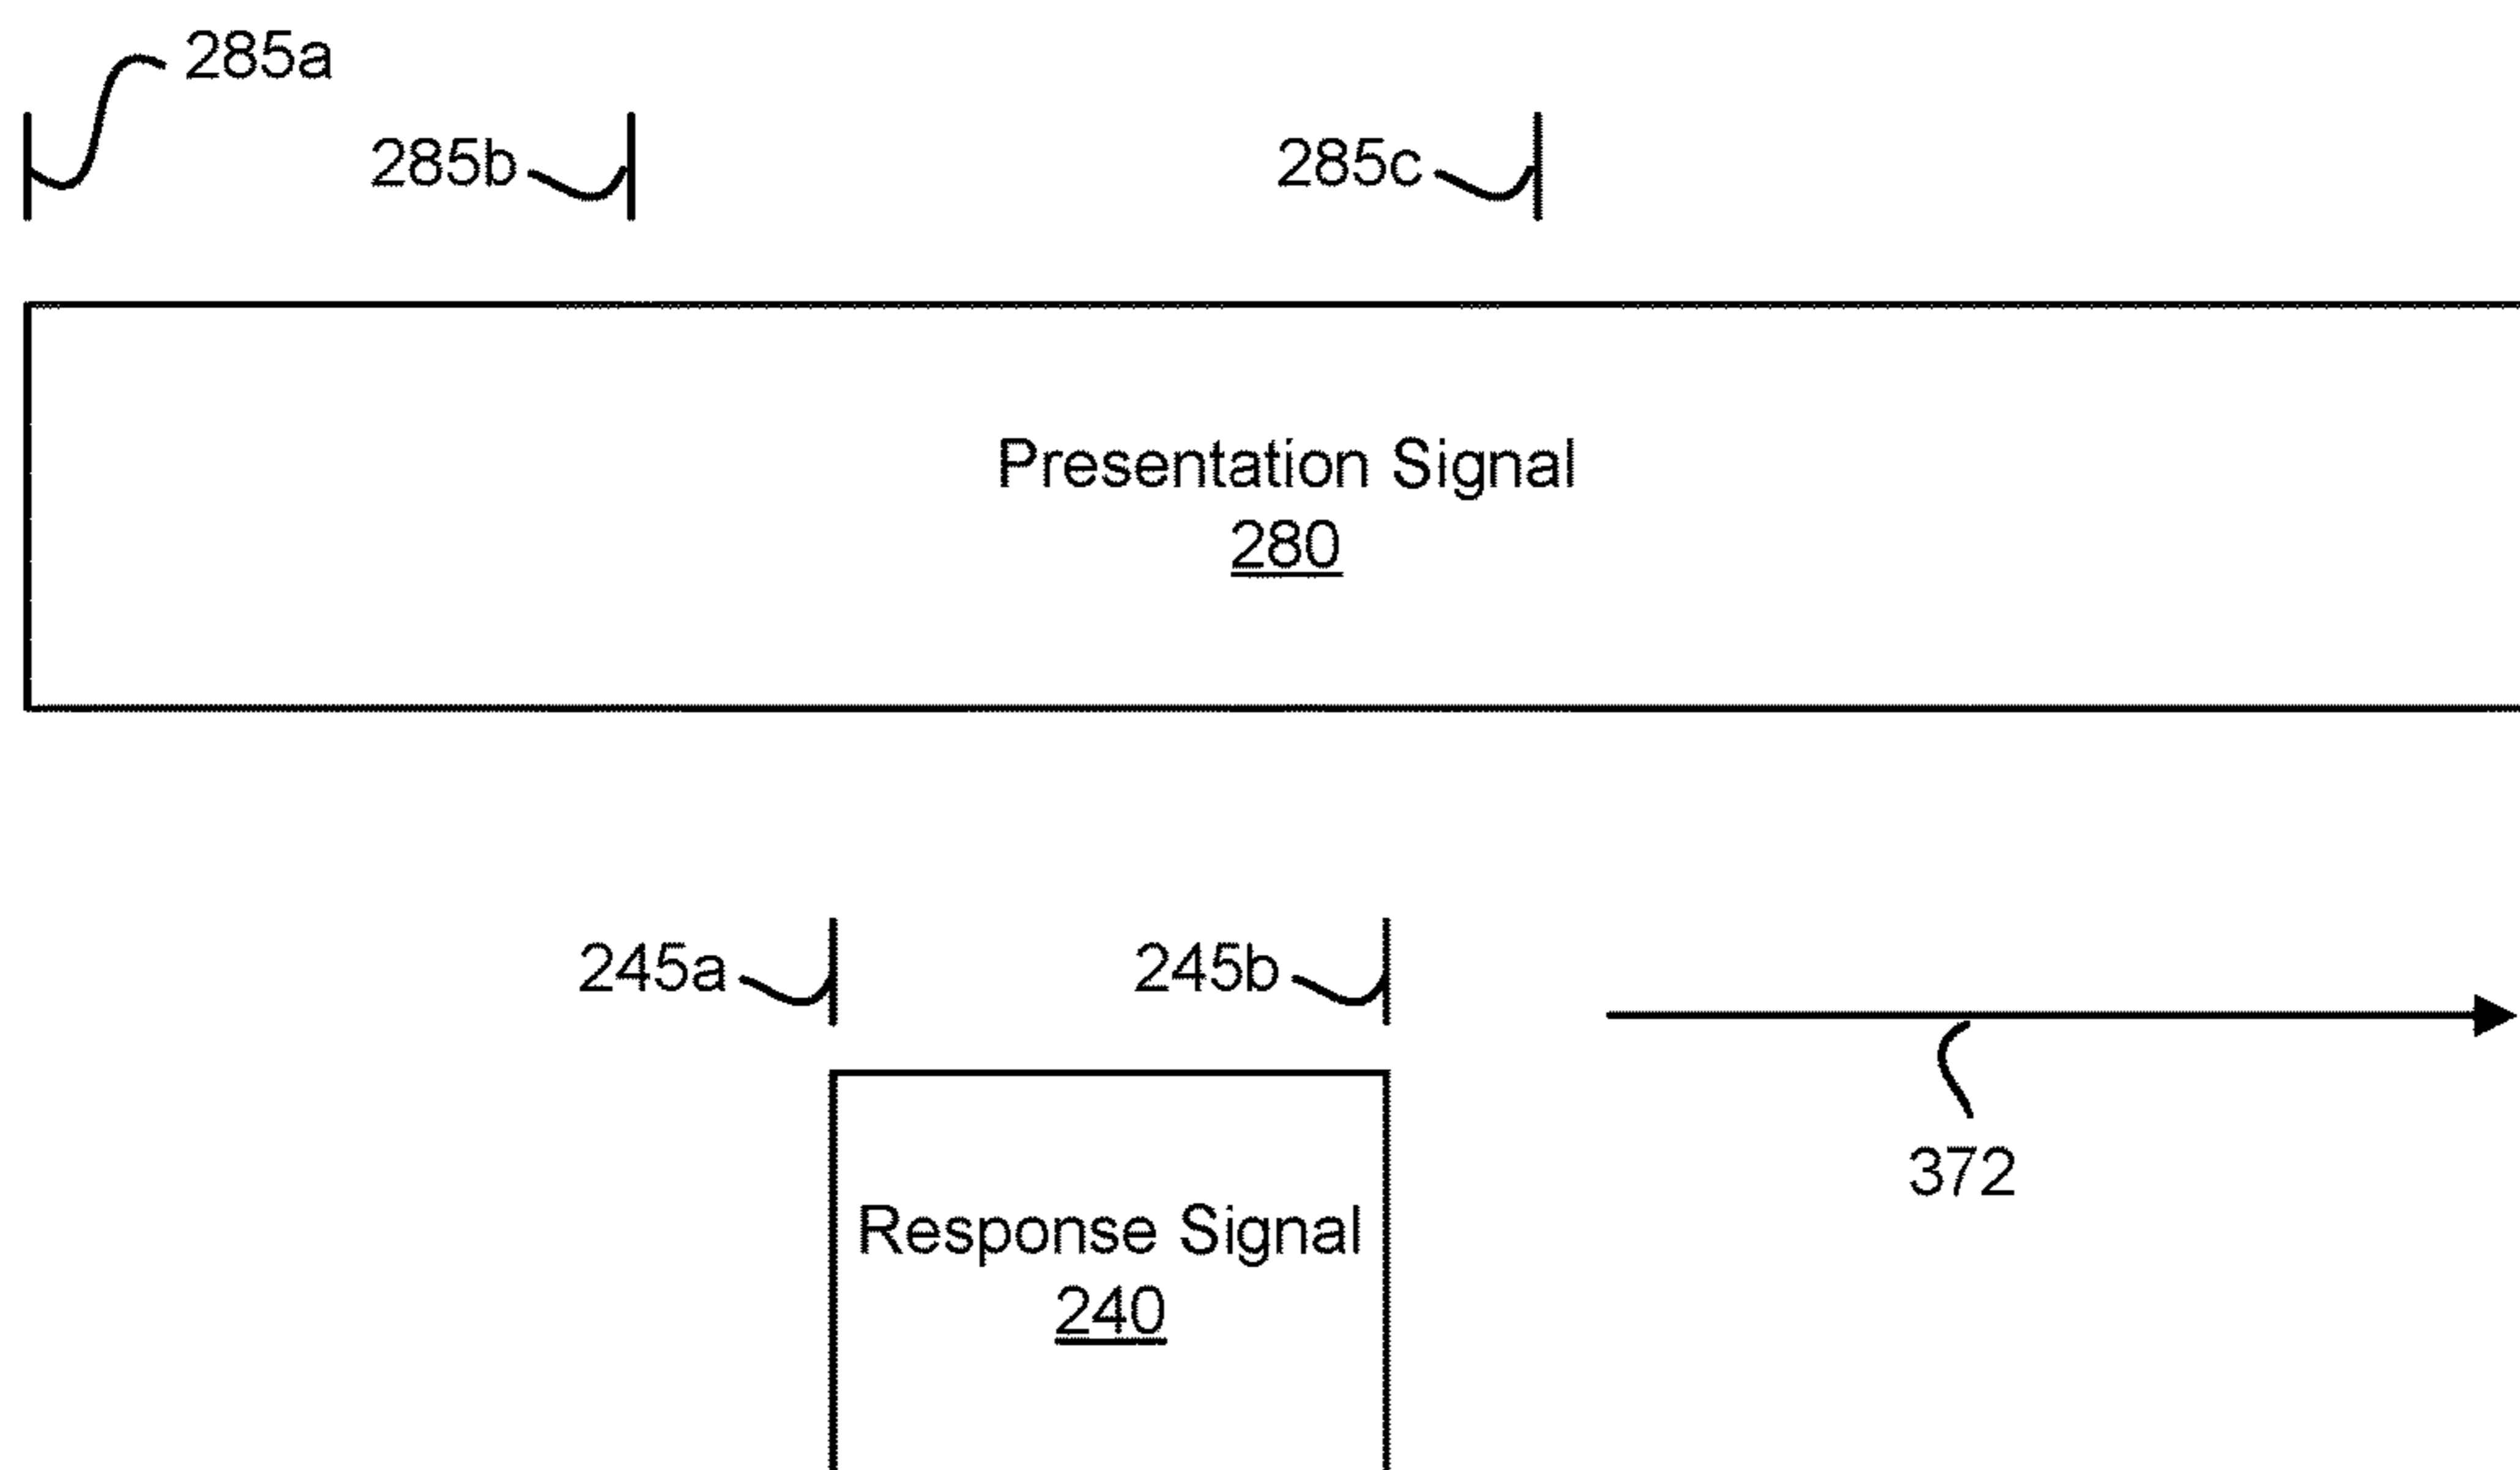 285a
285b
285c
Presentation Signal
280
245a
245b
372
Response Signal
240